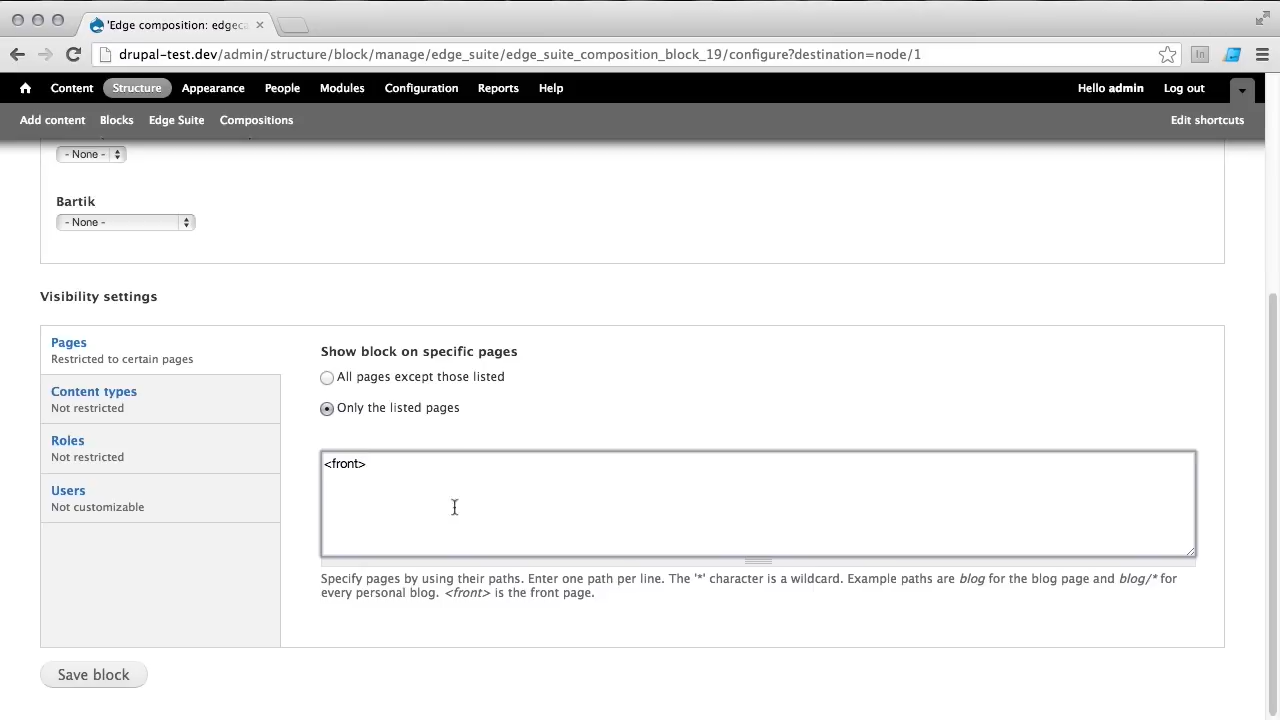 'Edge composition: edgeca
drupal-test.dev/admin/structure/block/manage/edge_suite/edge_suite_composition_block_19/configure?destination=node/1
In
Content Structure Appearance People Modules Configuration Reports Help Hello admin Log out
Add content Blocks Edge Suite Compositions Edit shortcuts
- None -
Bartik
- None -
Visibility settings
Pages
Restricted to certain pages
Content types
Not restricted
Roles
Not restricted
Users
Not customizable
Show block on specific pages
All pages except those listed
Only the listed pages
<front>
Specify pages by using their paths. Enter one path per line. The '*' character is a wildcard. Example paths are blog for the blog page and blog/* for
every personal blog. <front> is the front page.
Save block